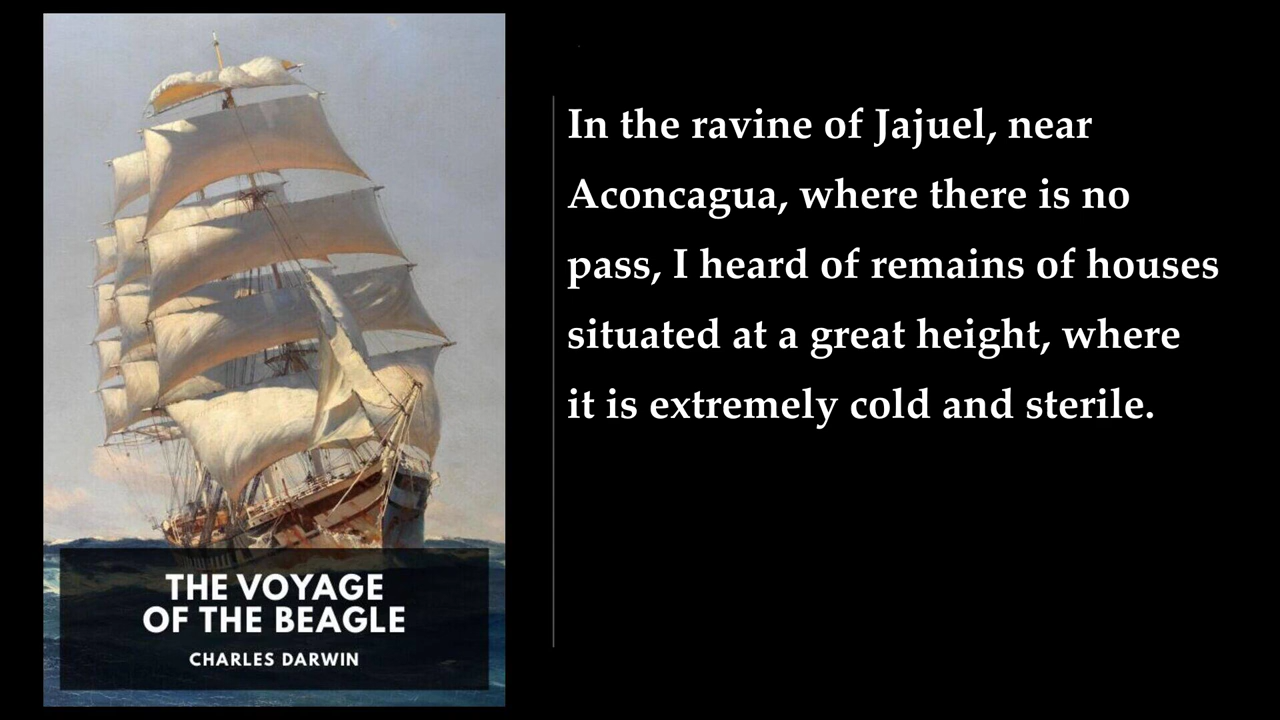 THE VOYAGE
OF THE BEAGLE
CHARLES DARWIN
In the ravine of Jajuel, near
Aconcagua, where there is no
pass, I heard of remains of houses
situated at a great height, where
it is extremely cold and sterile.